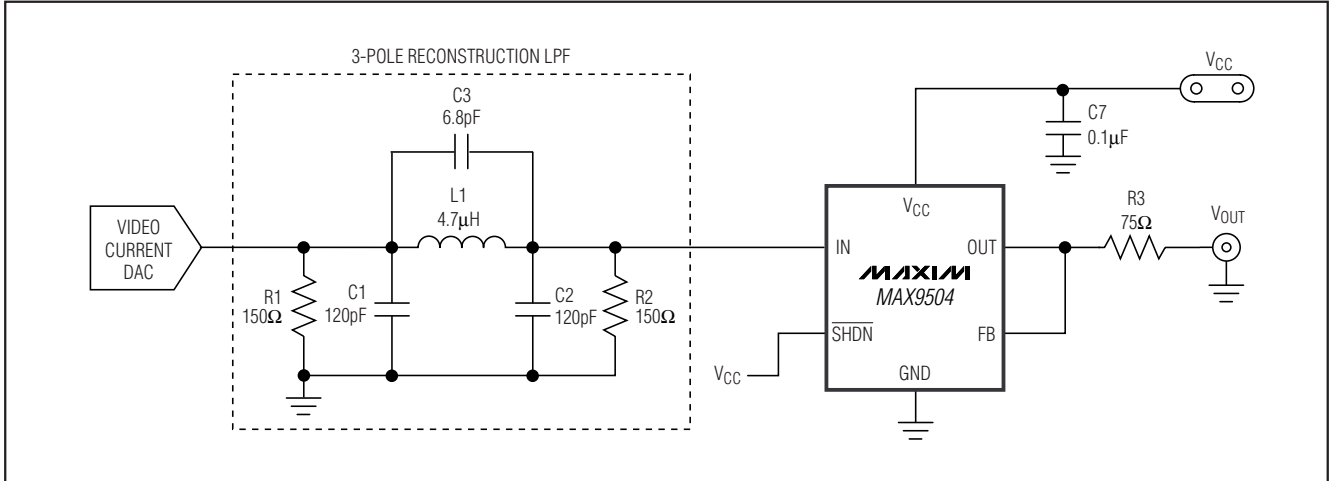 3-POLE RECONSTRUCTION LPF
C3
6.8pF
L1
4.7μH
VIDEO
CURRENT
DAC
R1
150Ω
C1
120pF
C2
120pF
R2
150Ω
VCC
C7
0.1μF
VCC
IN
OUT
MAXIM
MAX9504
SHDN
FB
GND
VCC
R3
75Ω
VOUT